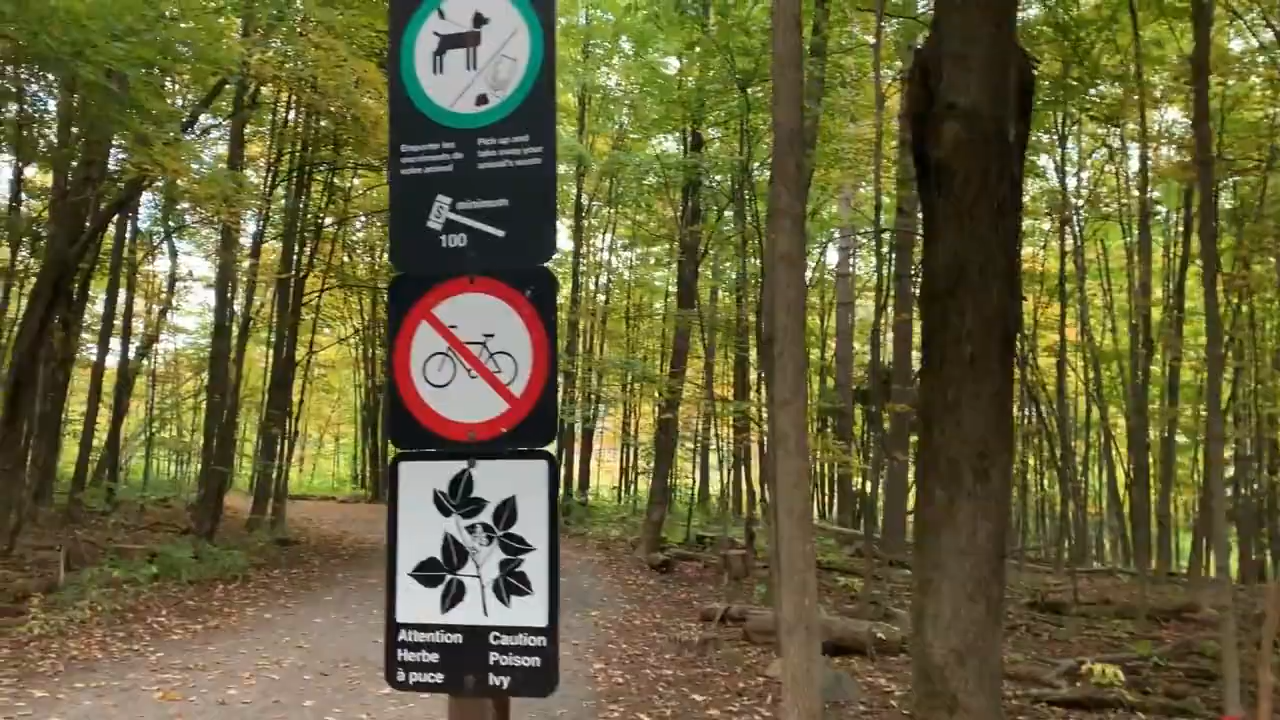 Emporter les
excréments de
votre animal
Pick up and
take away your
animal's waste
$
minimum
100
Attention
Herbe
à puce
Caution
Poison
Ivy